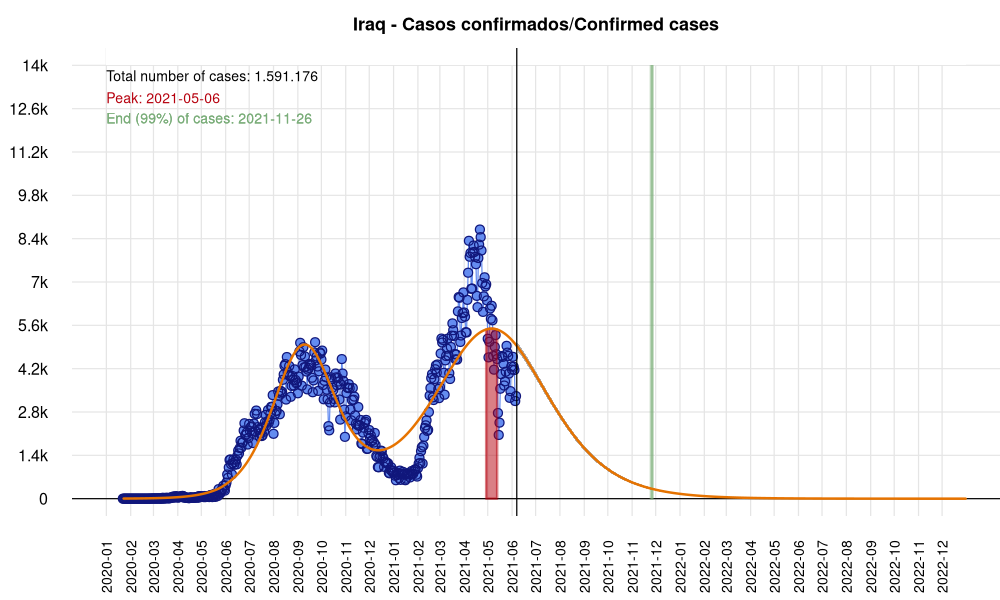 Iraq - Casos confirmados/Confirmed cases
Total number of cases: 1.591.176
Peak: 2021-05-06
End (99%) of cases: 2021-11-26
14k
12.6k
11.2k
9.8k
8.4k
7k
5.6k
4.2k
2.8k
1.4k
0
2020-01
2020-02
2020-03
2020-04
2020-05
2020-06
2020-07
2020-08
2020-09
2020-10
2020-11
2020-12
2021-01
2021-02
2021-03
2021-04
2021-05
2021-06
2021-07
2021-08
2021-09
2021-10
2021-11
2021-12
2022-01
2022-02
2022-03
2022-04
2022-05
2022-06
2022-07
2022-08
2022-09
2022-10
2022-11
2022-12